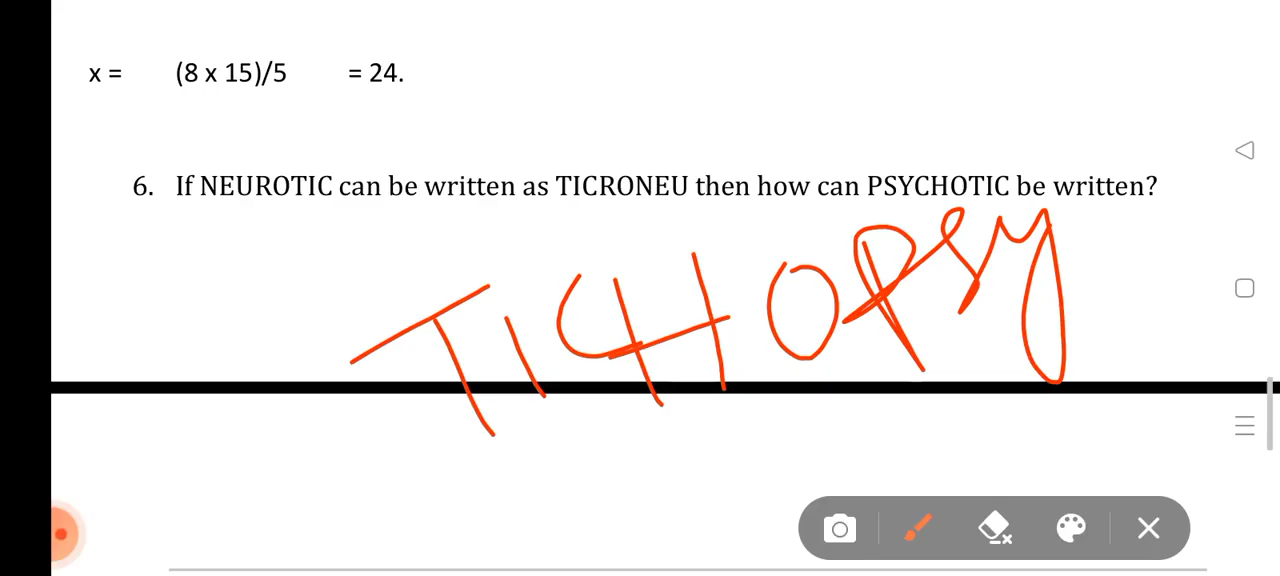 x = (8 x 15)/5 = 24.
6. If NEUROTIC can be written as TICRONEU then how can PSYCHOTIC be written?
TICHOPSY